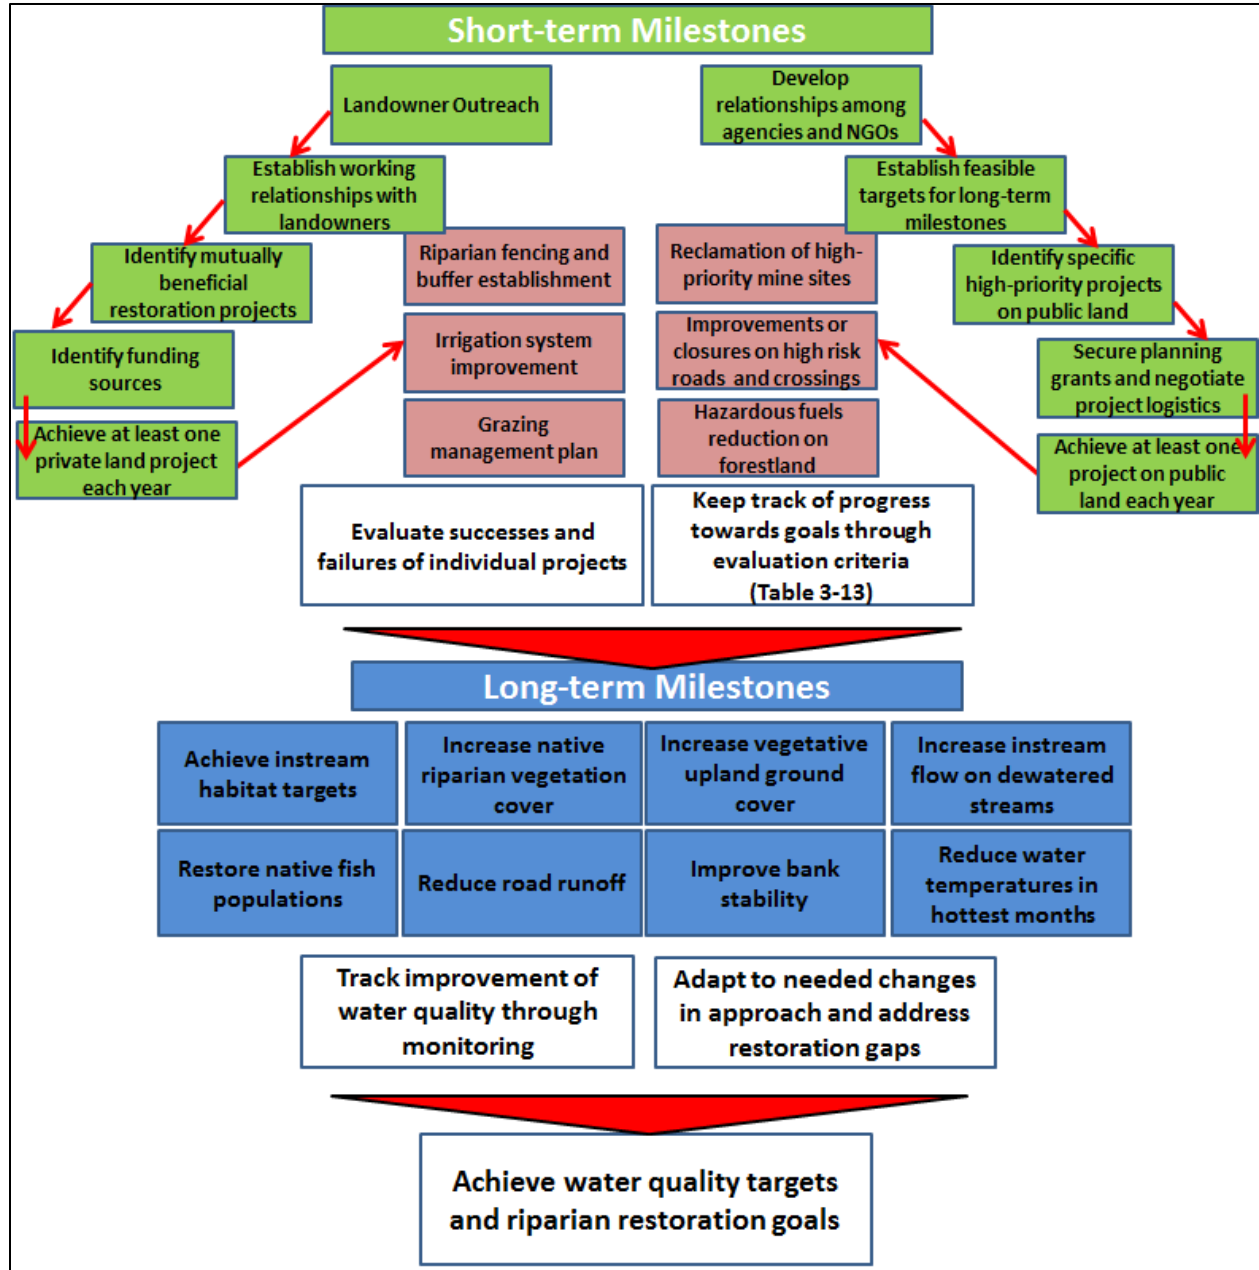 Short-term Milestones
Landowner Outreach
Develop
relationships among
agencies and NGOs
Establish working
relationships with
landowners
Establish feasible
targets for long-term
milestones
Identify mutually
beneficial
restoration projects
Riparian fencing and
buffer establishment
Reclamation of high-
priority mine sites
Identify specific
high-priority projects
on public land
Identify funding
sources
Irrigation system
improvement
Improvements or
closures on high risk
roads and crossings
Secure planning
grants and negotiate
project logistics
Achieve at least one
private land project
each year
Grazing
management plan
Hazardous fuels
reduction on
forestland
Achieve at least one
project on public
land each year
Evaluate successes and
failures of individual projects
Keep track of progress
towards goals through
evaluation criteria
(Table 3-13)
Long-term Milestones
Achieve instream
habitat targets
Increase native
riparian vegetation
cover
Increase vegetative
upland ground
cover
Increase instream
flow on dewatered
streams
Restore native fish
populations
Reduce road runoff
Improve bank
stability
Reduce water
temperatures in
hottest months
Track improvement of
water quality through
monitoring
Adapt to needed changes
in approach and address
restoration gaps
Achieve water quality targets
and riparian restoration goals